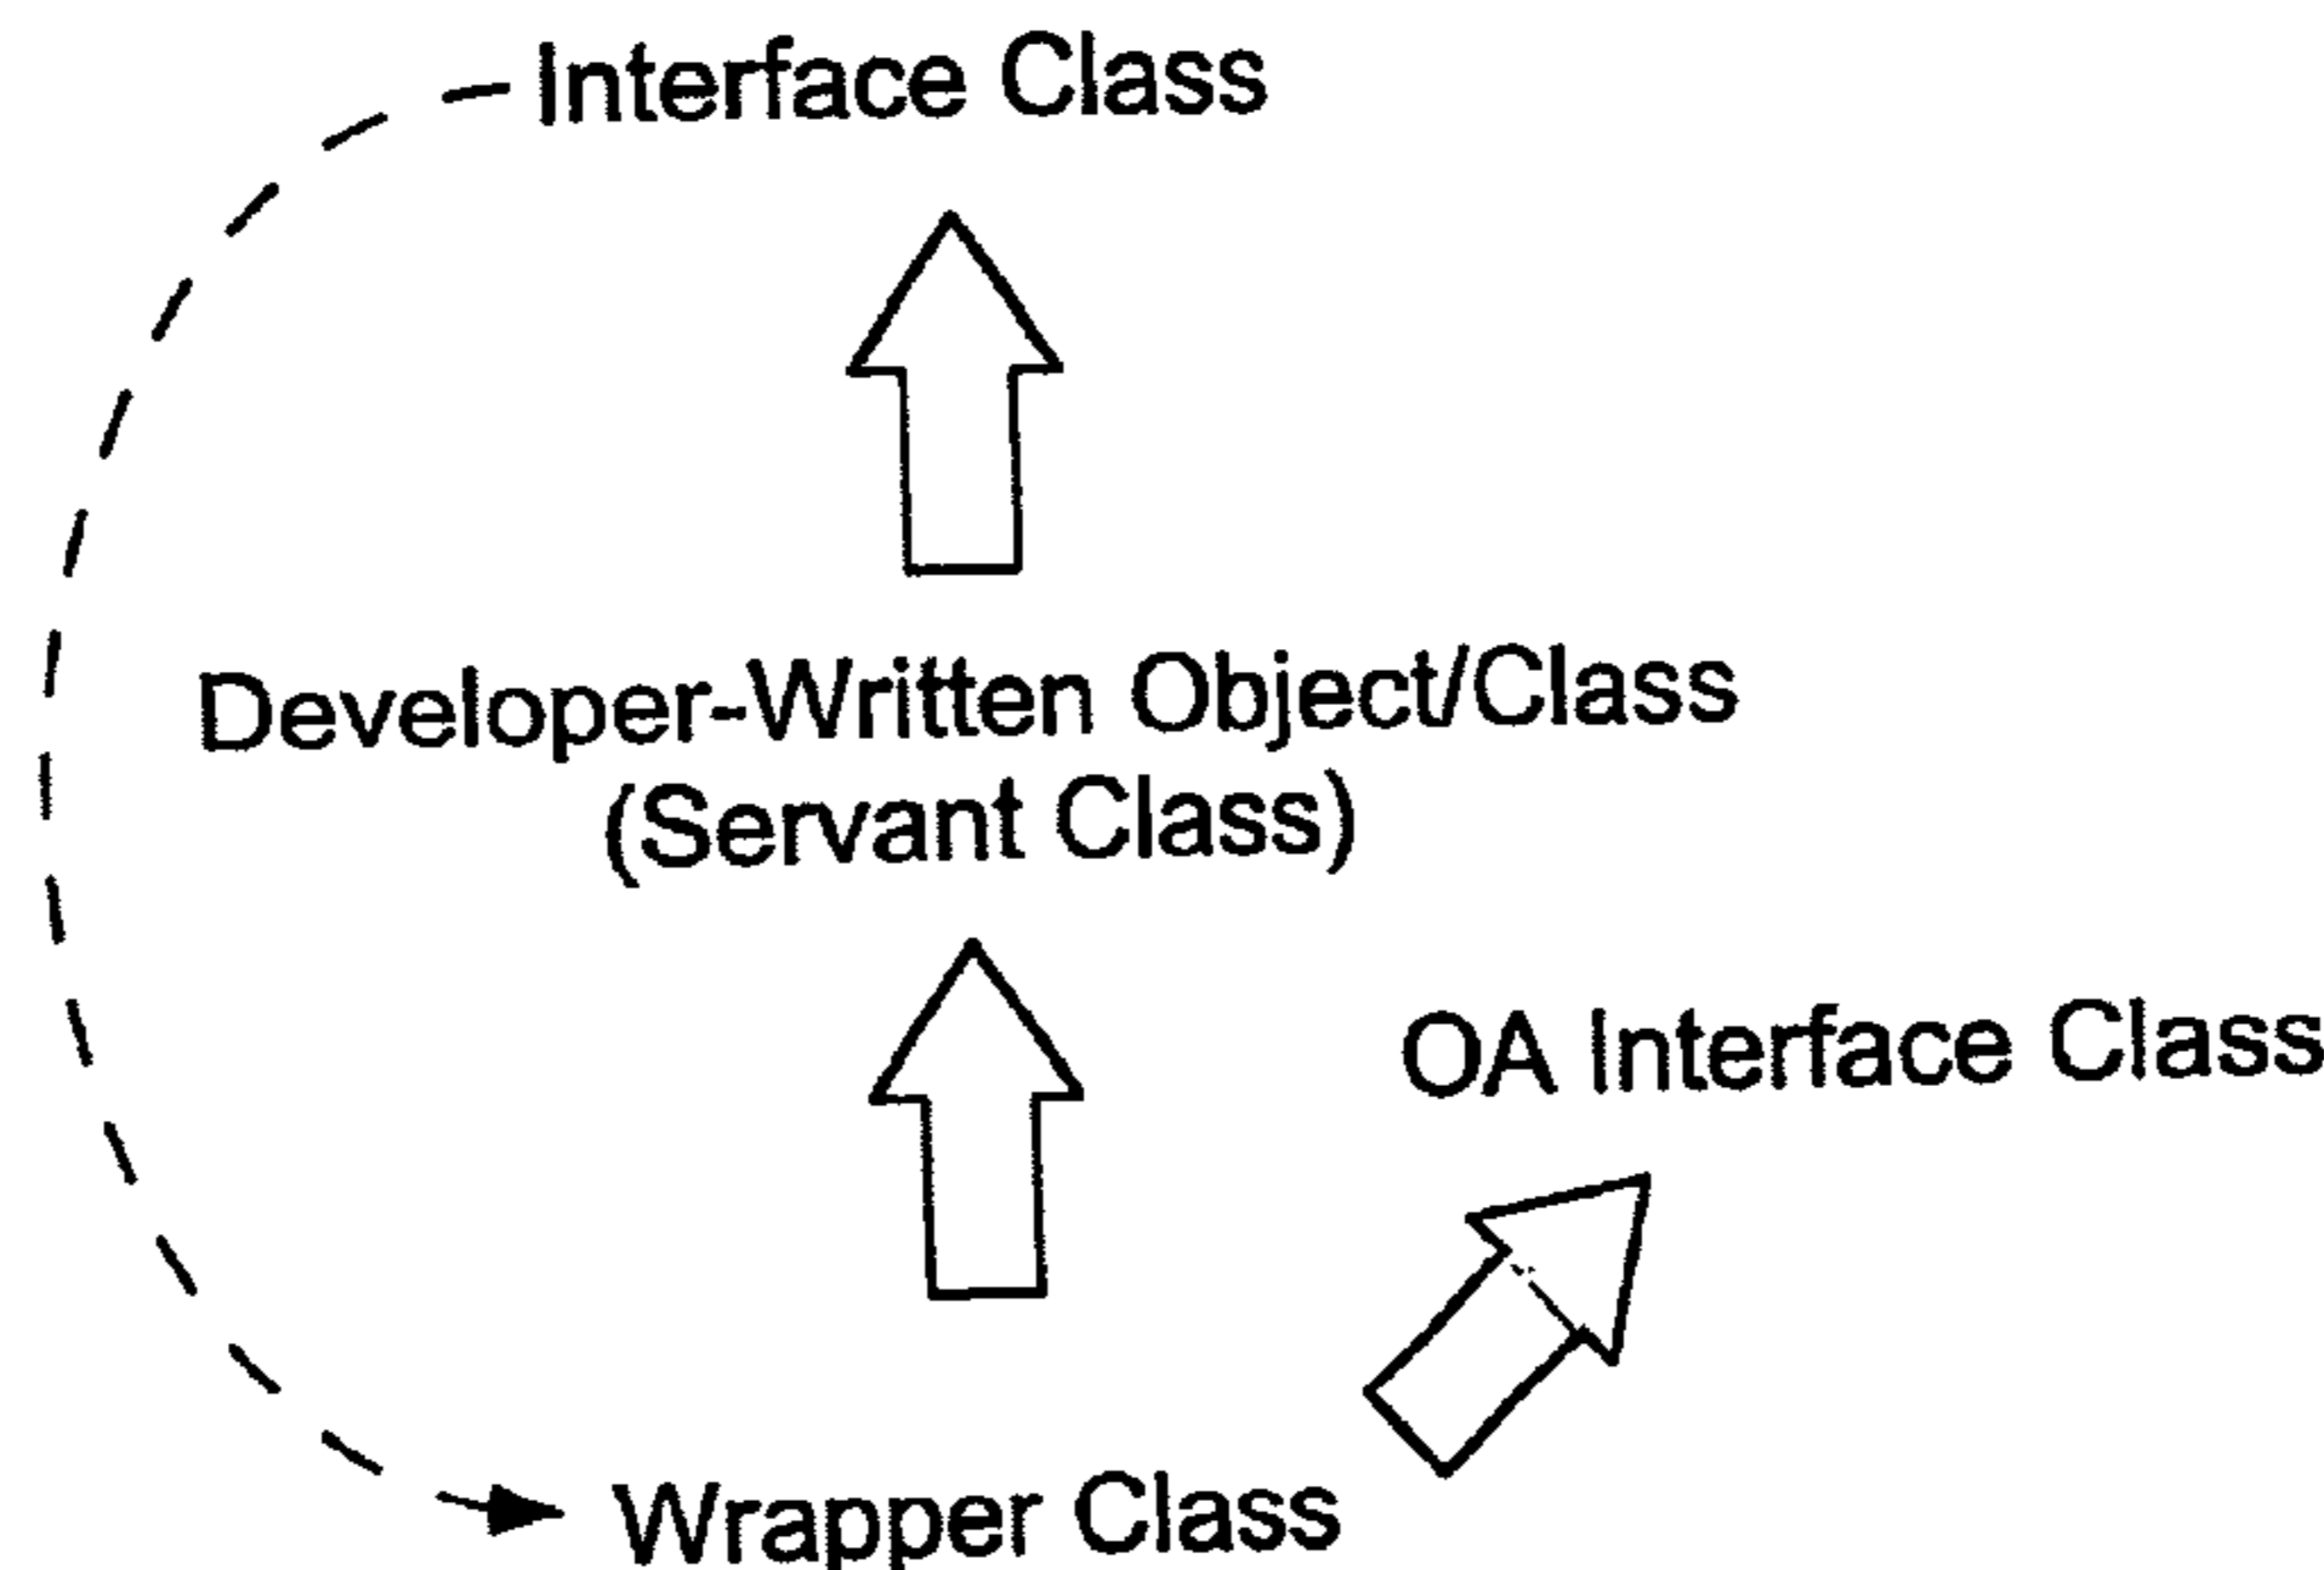 Interface Class
Developer-Written Object/Class
(Servant Class)
OA Interface Class
Wrapper Class